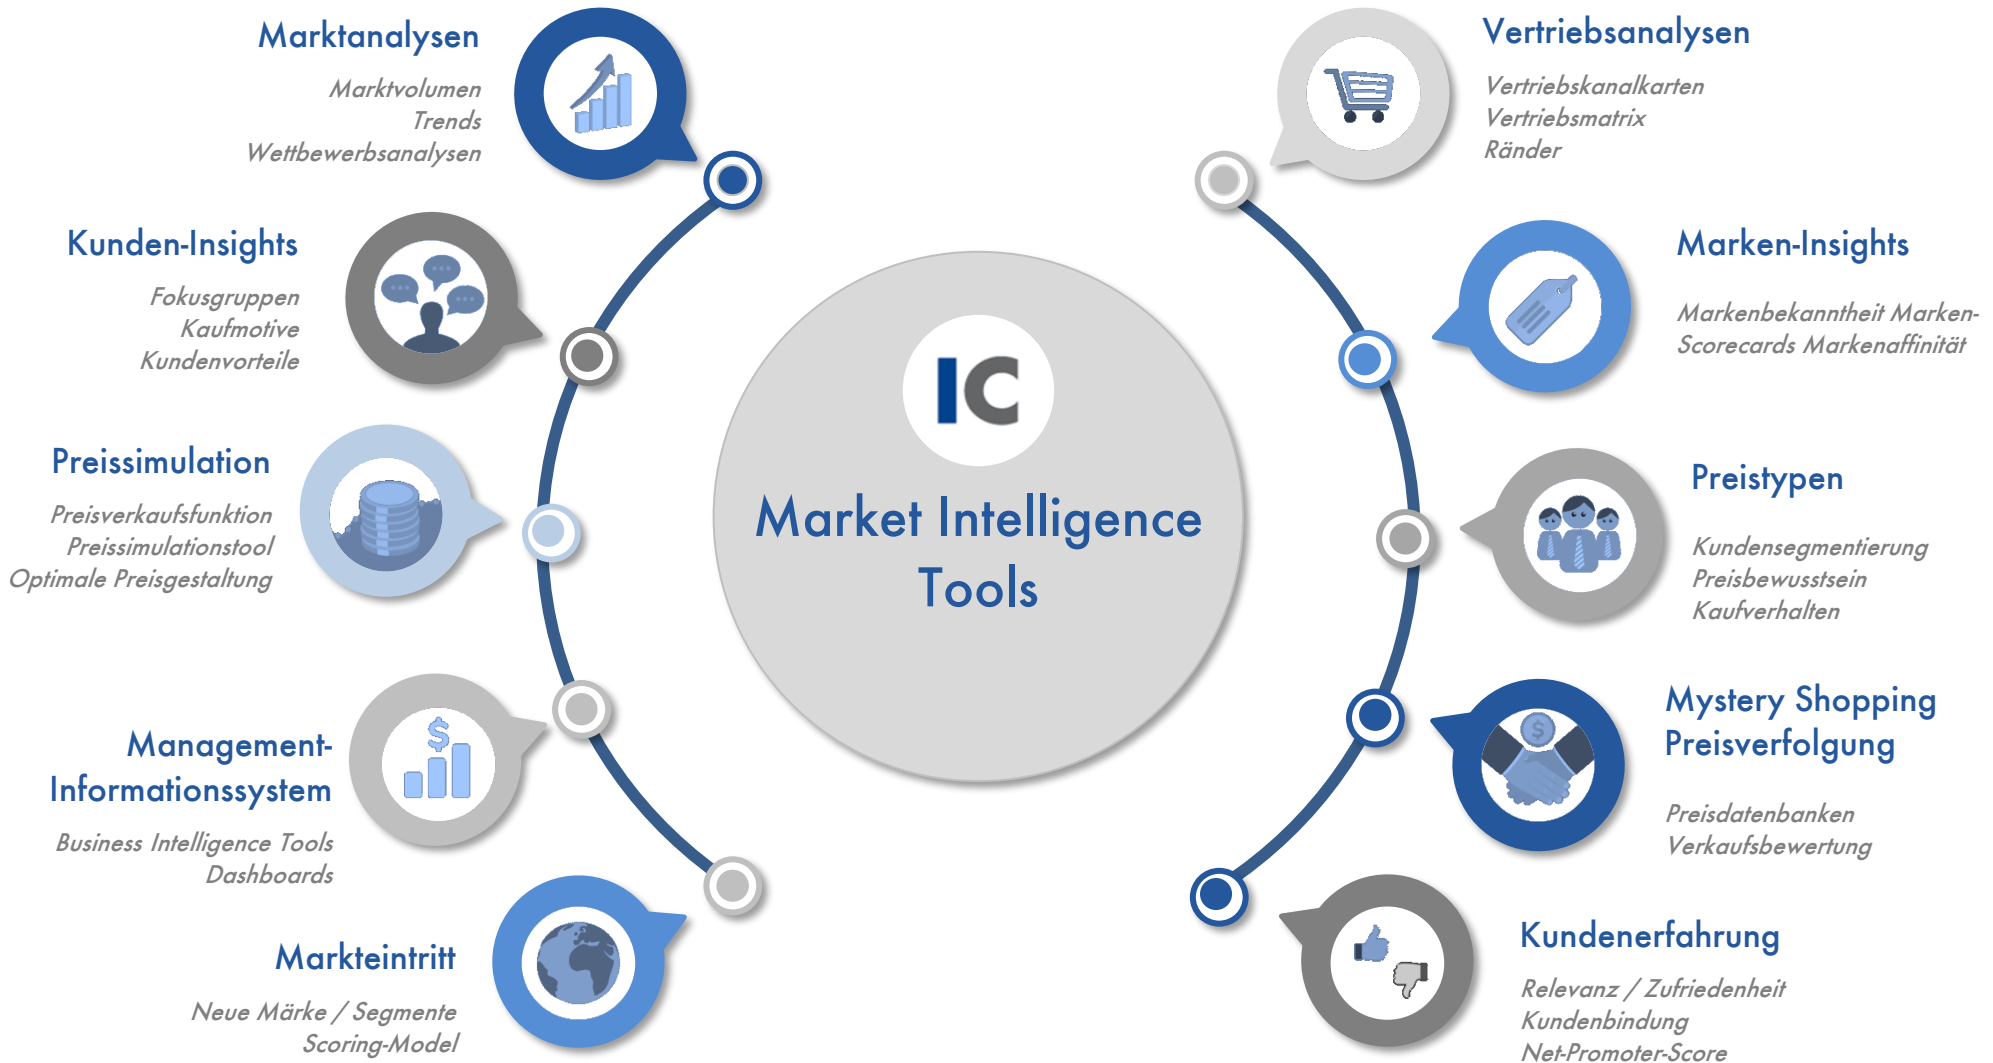 Marktanalysen
Marktvolumen
Trends
Wettbewerbsanalysen
Kunden-Insights
Fokusgruppen
Kaufmotive
Kundenvorteile
Preissimulation
Preisverkaufsfunktion
Preissimulationstool
Optimale Preisgestaltung
Management-
Informationssystem
Business Intelligence Tools
Dashboards
$
Markteintritt
Neue Märke / Segmente
Scoring-Model
IC
Market Intelligence
Tools
Vertriebsanalysen
Vertriebskanalkarten
Vertriebsmatrix
Ränder
Marken-Insights
Markenbekanntheit Marken-
Scorecards Markenaffinität
Preistypen
Kundensegmentierung
Preisbewusstsein
Kaufverhalten
Mystery Shopping
Preisverfolgung
$
Preisdatenbanken
Verkaufsbewertung
Kundenerfahrung
Relevanz / Zufriedenheit
Kundenbindung
Net-Promoter-Score